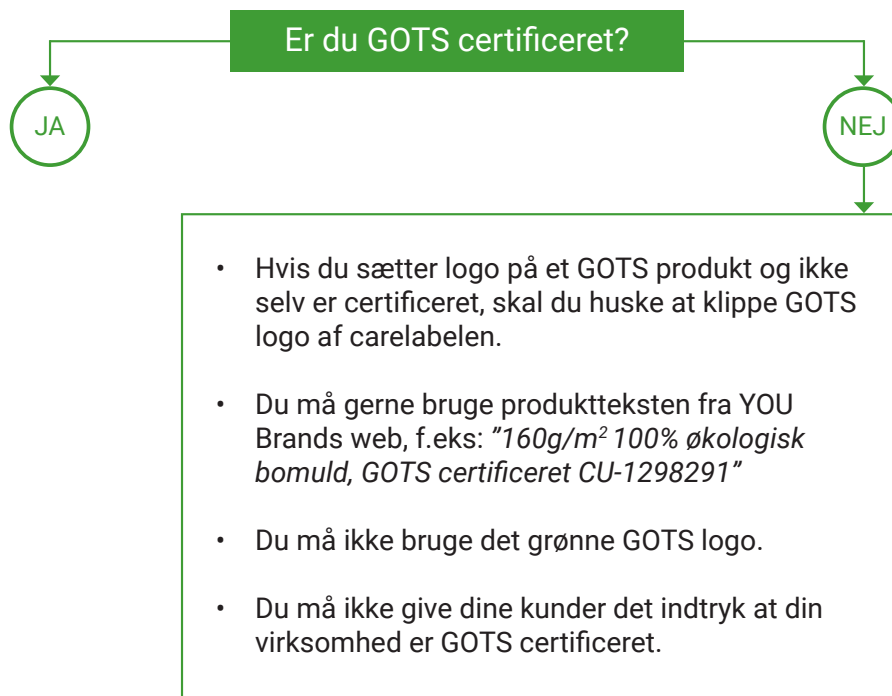 Er du GOTS certificeret?
JA
NEJ
• Hvis du sætter logo på et GOTS produkt og ikke
selv er certificeret, skal du huske at klippe GOTS
logo af carelabelen.
• Du må gerne bruge produktteksten fra YOU
Brands web, f.eks: ”160g/m² 100% økologisk
bomuld, GOTS certificeret CU-1298291”
• Du må ikke bruge det grønne GOTS logo.
• Du må ikke give dine kunder det indtryk at din
virksomhed er GOTS certificeret.